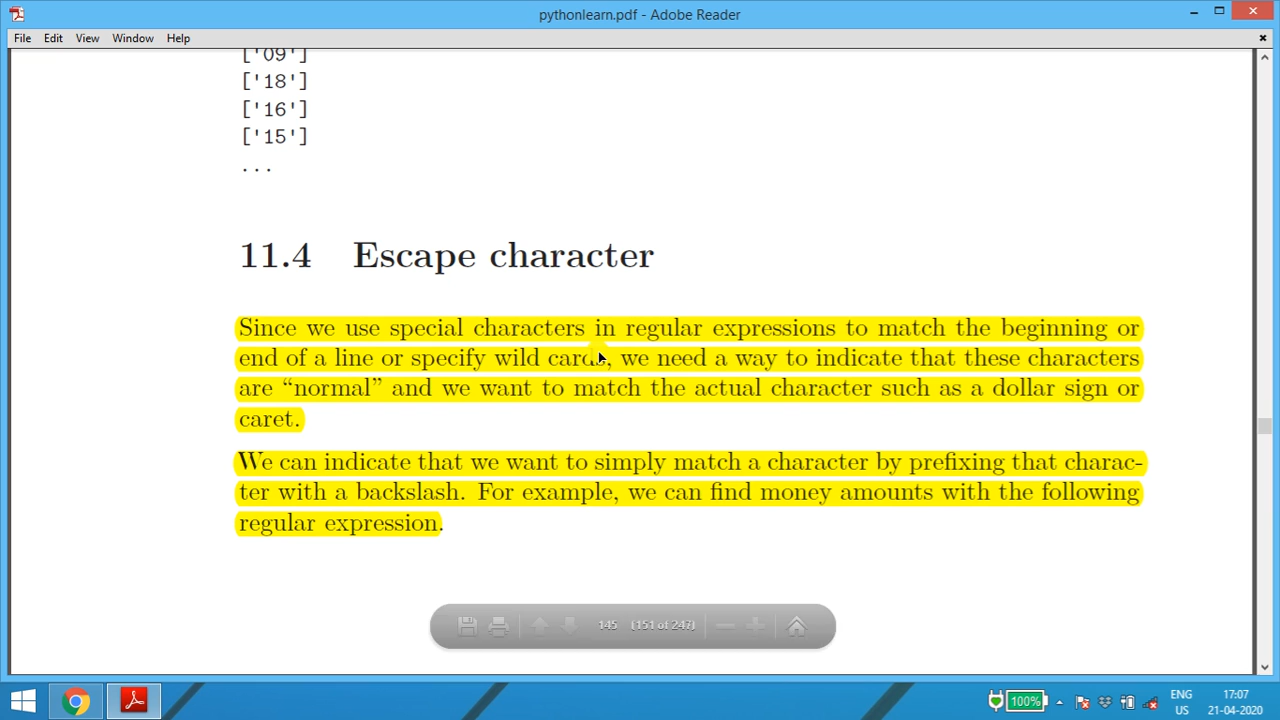 pythonlearn.pdf - Adobe Reader
File Edit View Window Help
['09']
['18']
['16']
['15']
...
11.4 Escape character
Since we use special characters in regular expressions to match the beginning or
end of a line or specify wild cards, we need a way to indicate that these characters
are “normal” and we want to match the actual character such as a dollar sign or
caret.
We can indicate that we want to simply match a character by prefixing that charac-
ter with a backslash. For example, we can find money amounts with the following
regular expression.
145 (151 of 247)
100% ENG 17:07
US 21-04-2020